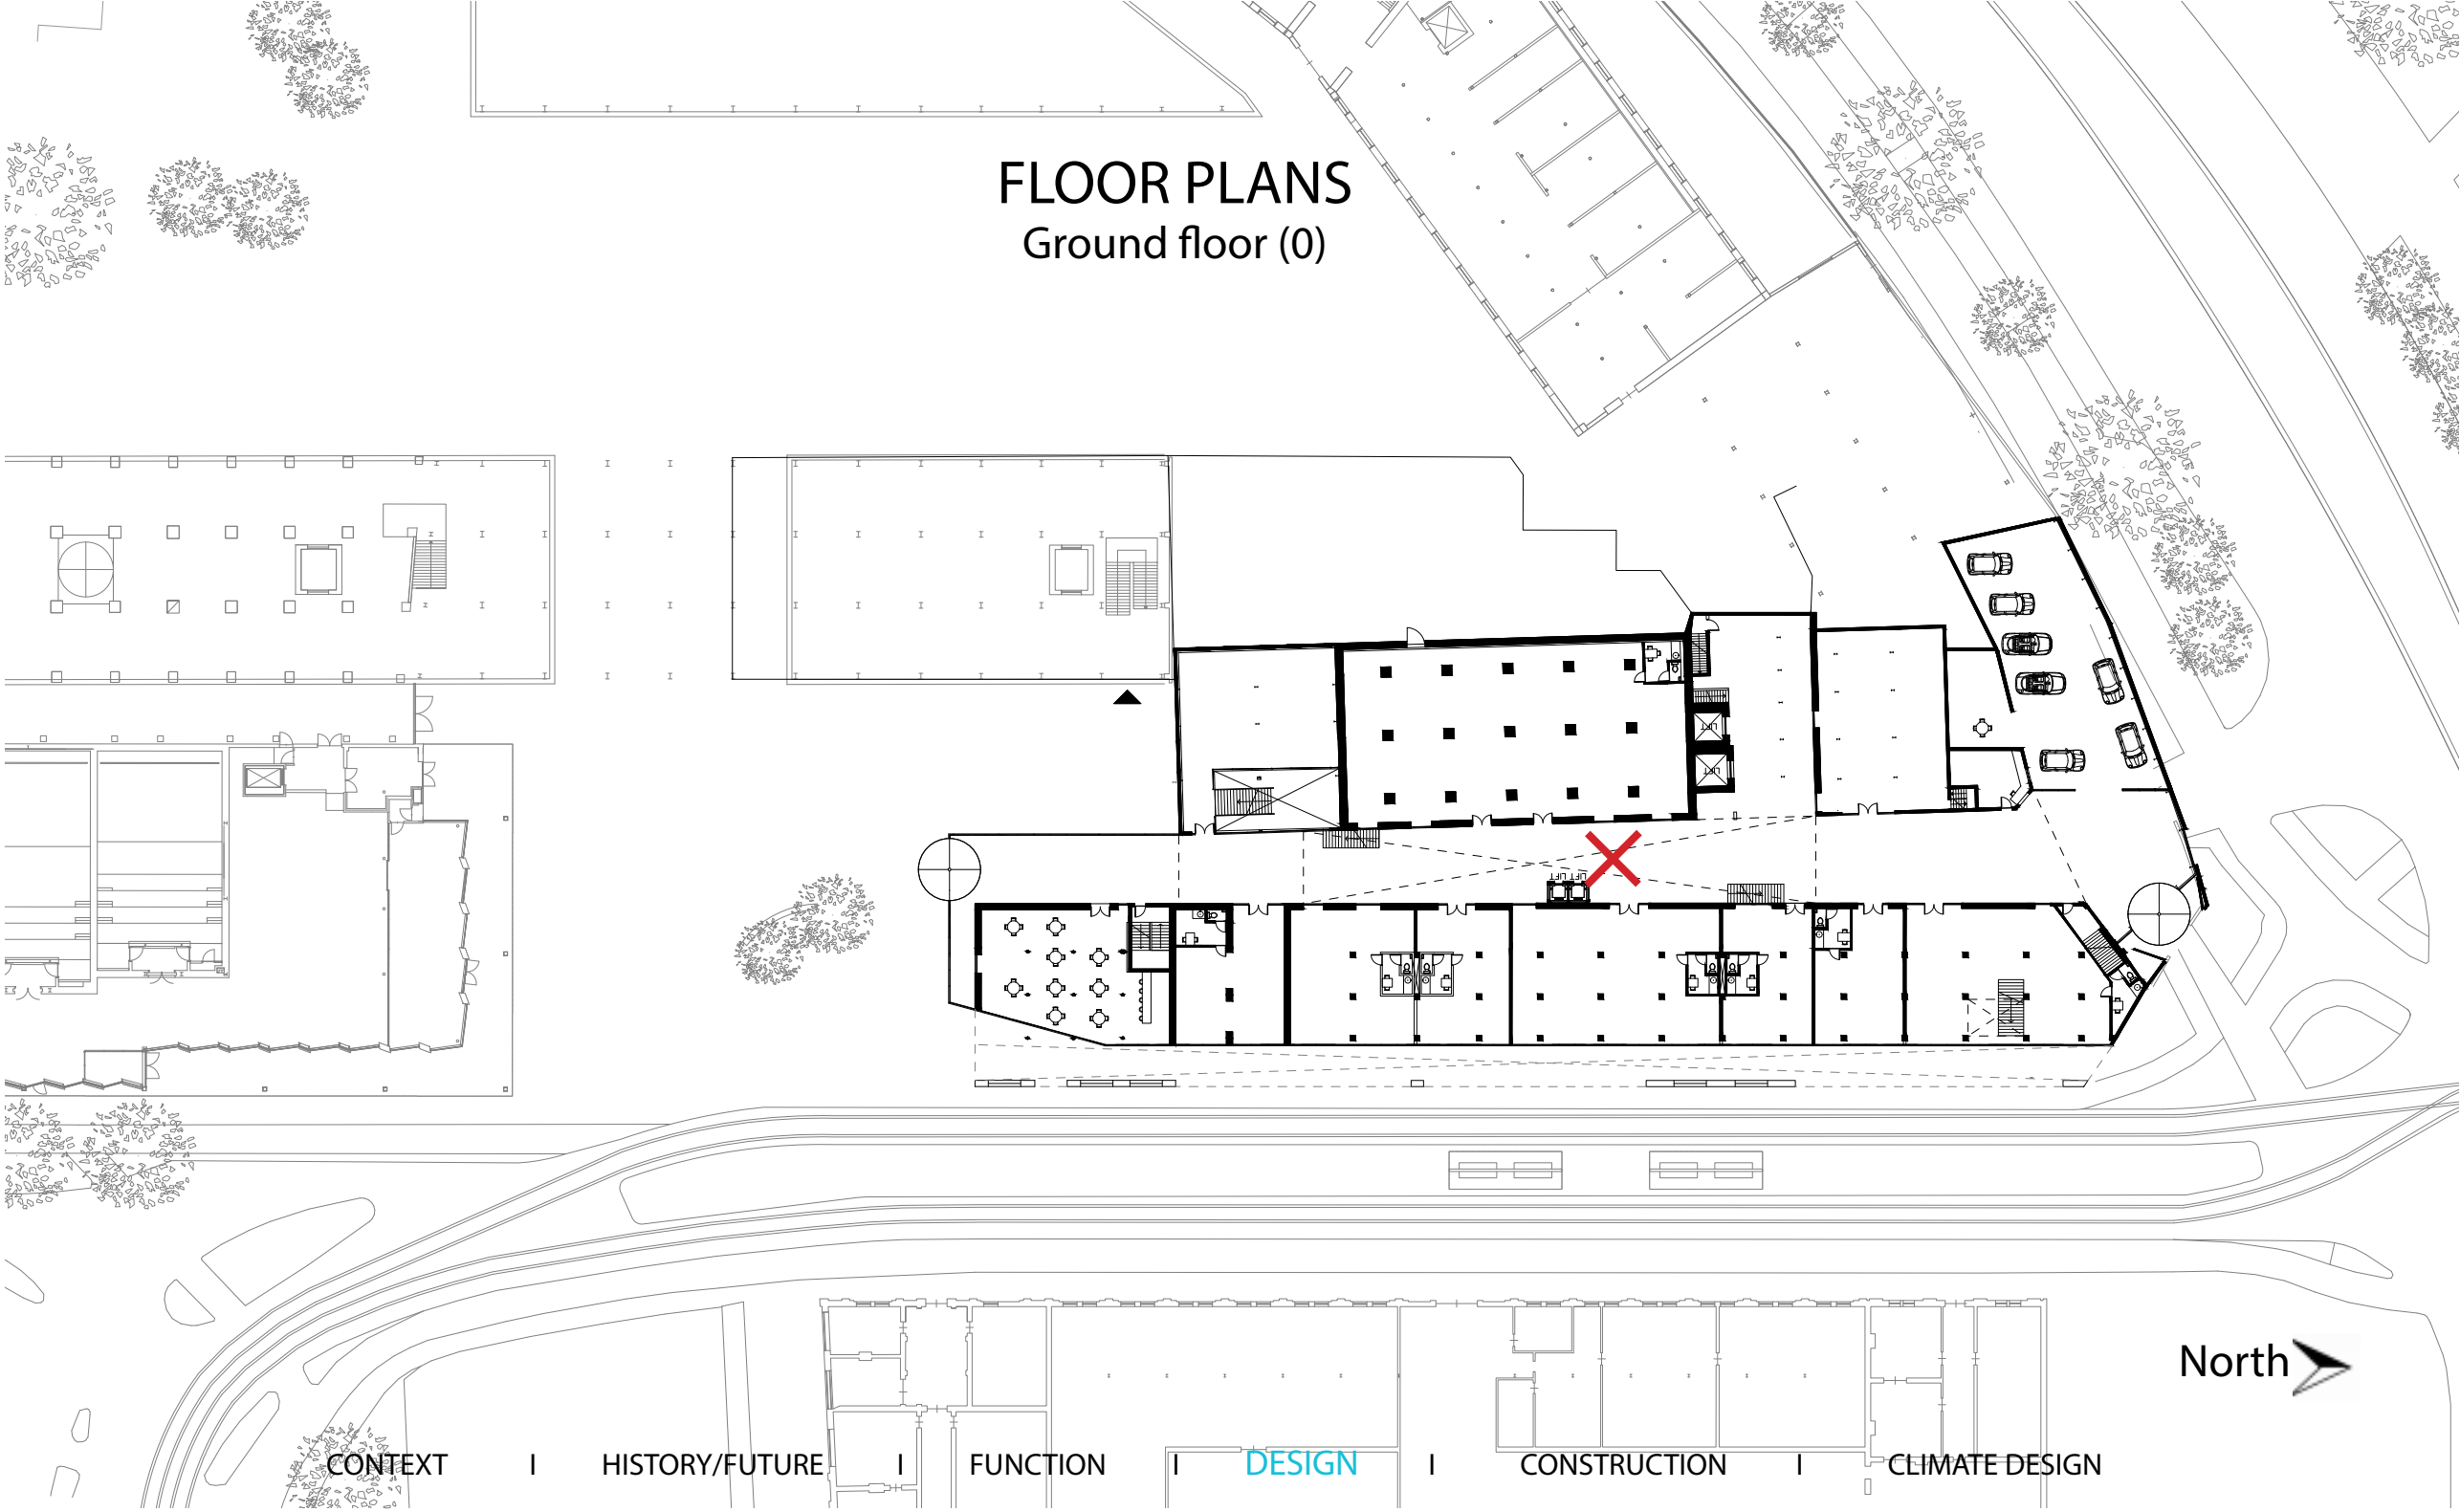 FLOOR PLANS
Ground floor (0)
LIFT
LIFT
LIFT LIFT
North
CONTEXT I HISTORY/FUTURE I FUNCTION I DESIGN I CONSTRUCTION I CLIMATE DESIGN